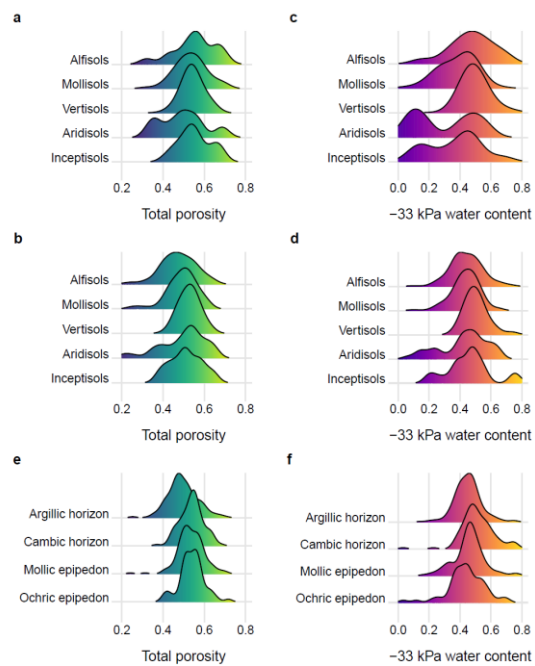 a
Alfisols
Mollisols
Vertisols
Aridisols
Inceptisols
0.2 0.4 0.6 0.8
Total porosity
c
Alfisols
Mollisols
Vertisols
Aridisols
Inceptisols
0.0 0.2 0.4 0.6 0.8
−33 kPa water content
b
Alfisols
Mollisols
Vertisols
Aridisols
Inceptisols
0.2 0.4 0.6 0.8
Total porosity
d
Alfisols
Mollisols
Vertisols
Aridisols
Inceptisols
0.0 0.2 0.4 0.6 0.8
−33 kPa water content
e
Argillic horizon
Cambic horizon
Mollic epipedon
Ochric epipedon
0.2 0.4 0.6 0.8
Total porosity
f
Argillic horizon
Cambic horizon
Mollic epipedon
Ochric epipedon
0.0 0.2 0.4 0.6 0.8
−33 kPa water content